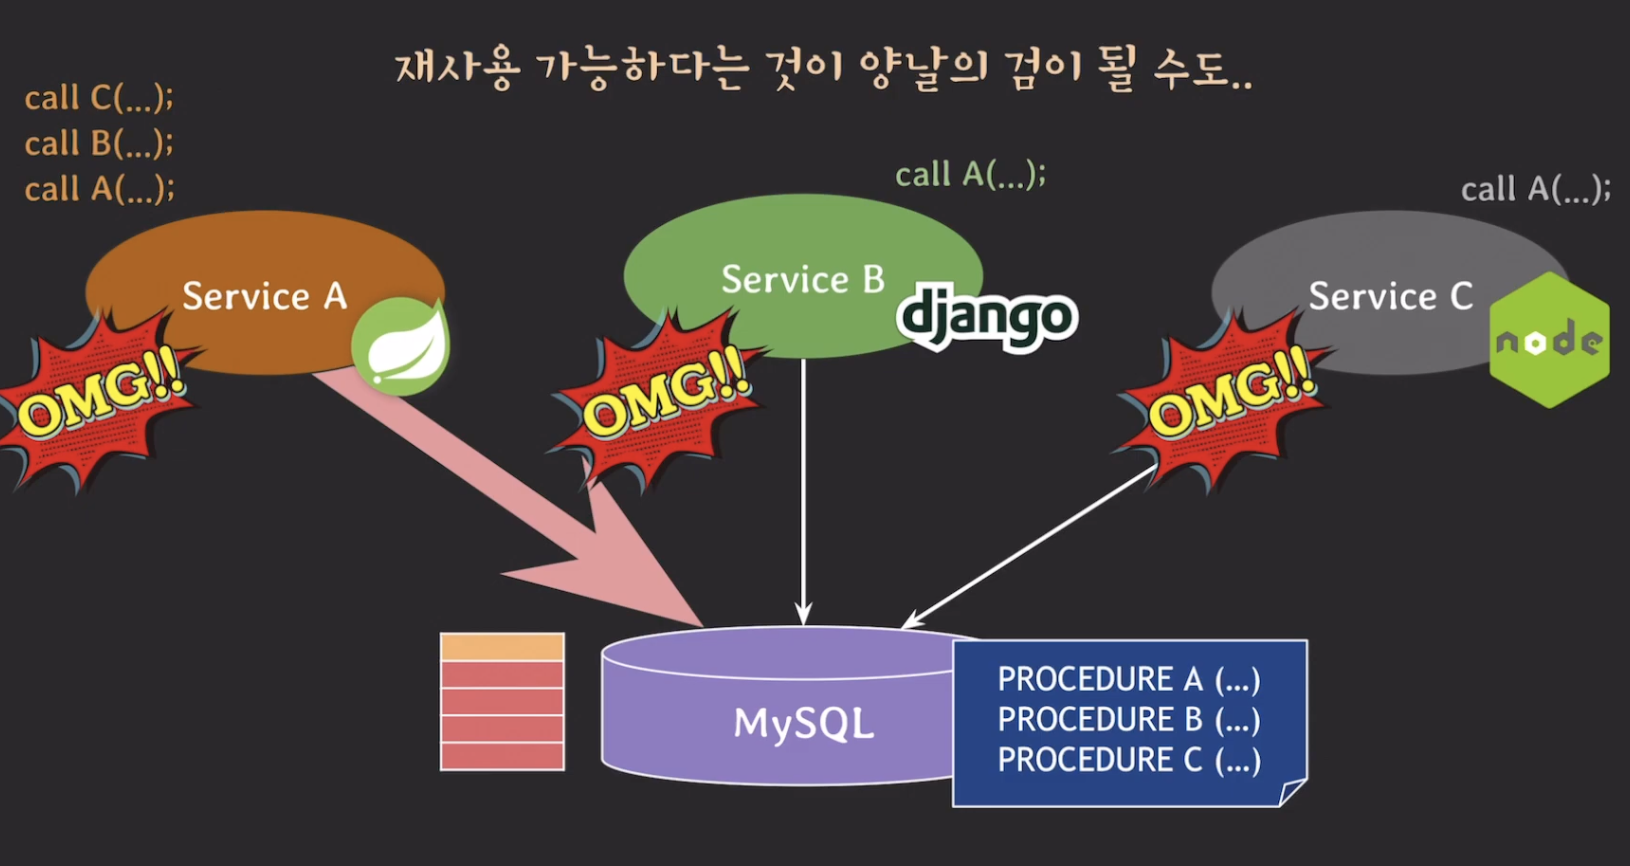 재사용 가능하다는 것이 양날의 검이 될 수도..
call C(...);
call B(...);
call A(...);
call A(...);
call A(...);
Service A
Service B
Service C
django
node
OMG!!
OMG!!
OMG!!
MySQL
PROCEDURE A (...)
PROCEDURE B (...)
PROCEDURE C (...)